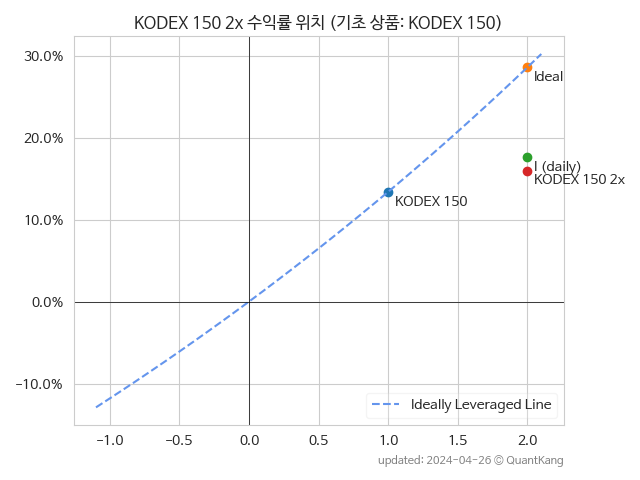 KODEX 150 2x 수익률 위치 (기초 상품: KODEX 150)
30.0%
Ideal
20.0%
I (daily)
KODEX 150 2x
KODEX 150
10.0%
0.0%
−10.0%
Ideally Leveraged Line
−1.0 −0.5 0.0 0.5 1.0 1.5 2.0
updated: 2024-04-26 © QuantKang